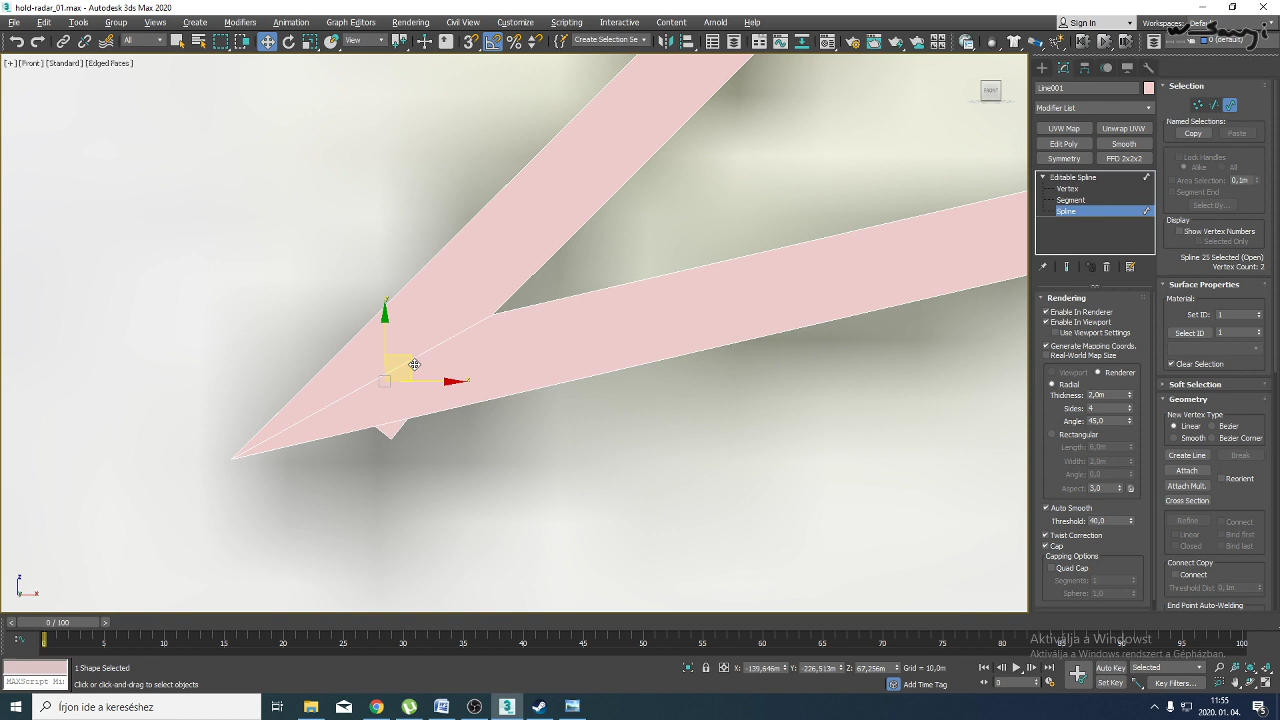 hold-radar_01.max - Autodesk 3ds Max 2020
File Edit Tools Group Views Create Modifiers Animation Graph Editors Rendering Civil View Customize Scripting Interactive Content Arnold Help
Sign In Workspaces:
All View Create Selection Se 0 (default)
[+] [Front] [Standard] [Edged Faces]
FRONT
Line001
Modifier List
UVW Map Unwrap UVW
Edit Poly Smooth
Symmetry FFD 2x2x2
Editable Spline
Vertex
Segment
Spline
Rendering
Enable In Renderer
Enable In Viewport
Use Viewport Settings
Generate Mapping Coords.
Real-World Map Size
Viewport Renderer
Radial
Thickness: 2,0m
Sides: 4
Angle: 45,0
Rectangular
Length: 6,0m
Width: 2,0m
Angle: 0,0
Aspect: 3,0
Auto Smooth
Threshold: 40,0
Twist Correction
Cap
Capping Options
Quad Cap
Segments: 1
Sphere: 1,0
Selection
Named Selections:
Copy Paste
Lock Handles
Alike All
Area Selection: 0,1m
Segment End
Select By...
Display
Show Vertex Numbers
Selected Only
Spline 25 Selected (Open)
Vertex Count: 2
Surface Properties
Material:
Set ID: 1
Select ID 1
Clear Selection
Soft Selection
Geometry
New Vertex Type
Linear Bezier
Smooth Bezier Corner
Create Line Break
Attach
Attach Mult. Reorient
Cross Section
Refine Connect
Linear Bind first
Closed Bind last
Connect Copy
Connect
Threshold Dist 0,1m
End Point Auto-Welding
y
x
z
x
0 / 100
0 5 10 15 20 25 30 35 40 45 50 55 60 65 70 75 80 85 90 95 100
Aktiválja a Windowst
Aktiválja a Windows rendszert a Gépházban.
1 Shape Selected
MAXScript Mi
Click or click-and-drag to select objects
X: -139,646m Y: -226,513m Z: 67,256m Grid = 10,0m
Add Time Tag
Auto Key Selected
Set Key Key Filters...
0
Írjon ide a kereséshez
11:55
2020. 01. 04.